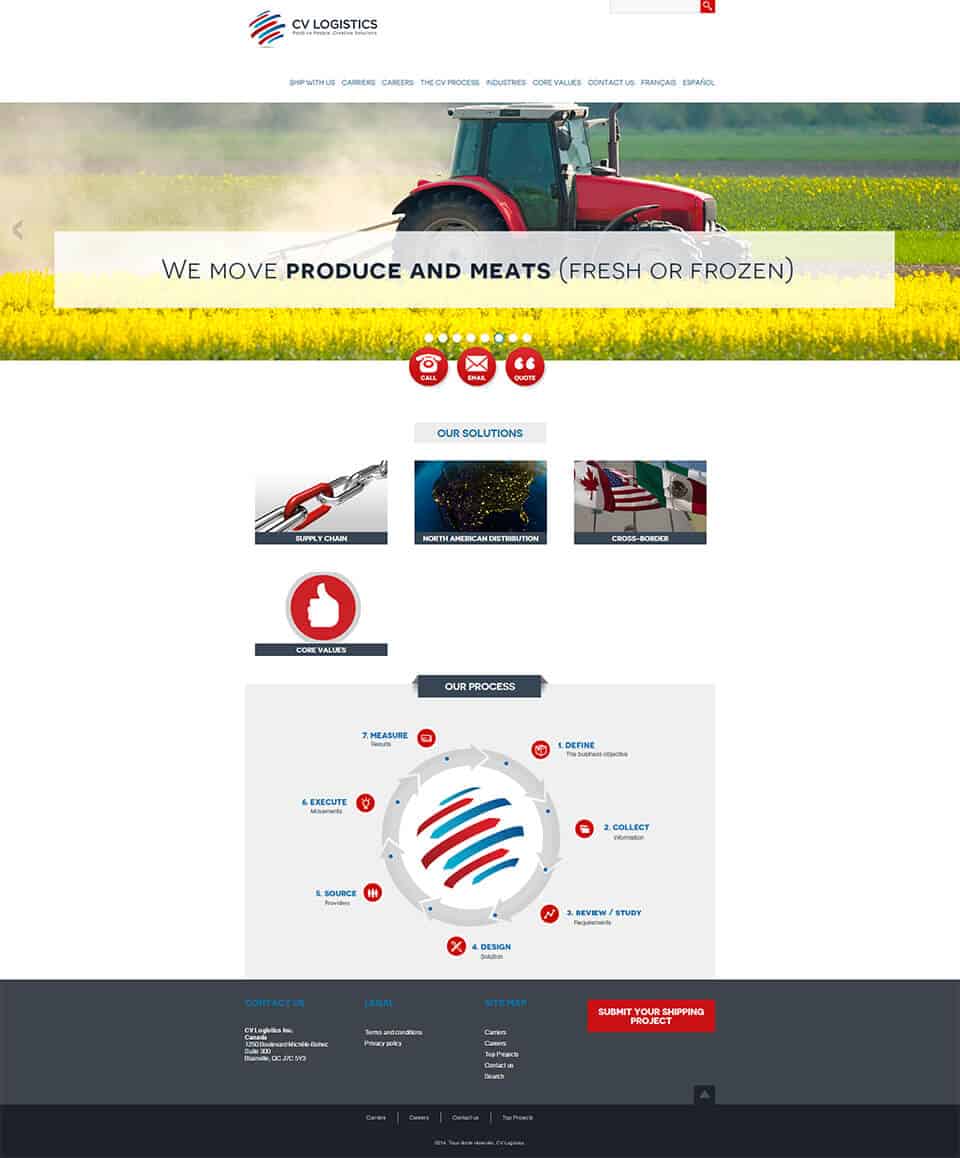 CV LOGISTICS
Positive People. Creative Solutions.
SHIP WITH US CARRIERS CAREERS THE CV PROCESS INDUSTRIES CORE VALUES CONTACT US FRANÇAIS ESPAÑOL
WE MOVE PRODUCE AND MEATS (FRESH OR FROZEN)
CALL EMAIL QUOTE
OUR SOLUTIONS
SUPPLY CHAIN NORTH AMERICAN DISTRIBUTION CROSS-BORDER
CORE VALUES
OUR PROCESS
7. MEASURE
Results
1. DEFINE
The business objective
6. EXECUTE
Movements
2. COLLECT
Information
5. SOURCE
Providers
3. REVIEW / STUDY
Requirements
4. DESIGN
Solution
CONTACT US
CV Logistics Inc.
Canada
1250 Boulevard Michèle-Bohec
Suite 300
Blainville, QC J7C 5Y3
LEGAL
Terms and conditions
Privacy policy
SITE MAP
Carriers
Careers
Top Projects
Contact us
Search
SUBMIT YOUR SHIPPING
PROJECT
Carriers Careers Contact us Top Projects
2014. Tous droits réservés, CV Logistics.